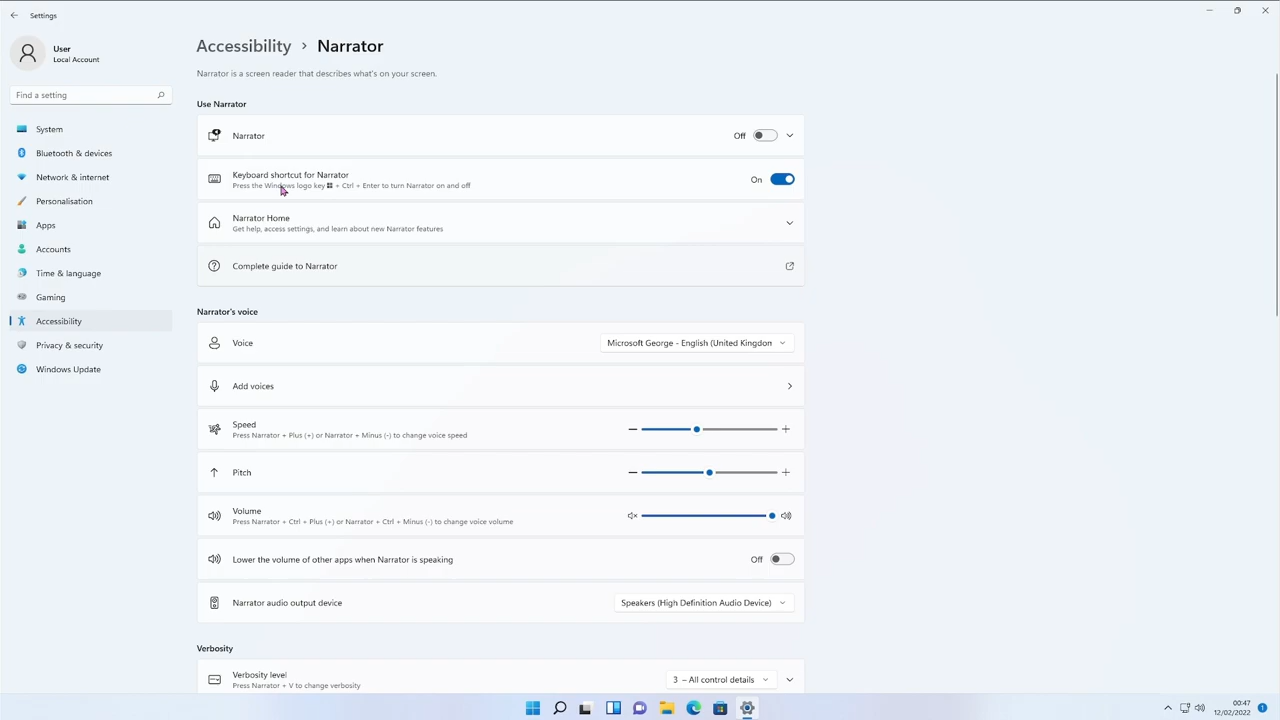 Settings
User
Local Account
Find a setting
System
Bluetooth & devices
Network & internet
Personalisation
Apps
Accounts
Time & language
Gaming
Accessibility
Privacy & security
Windows Update
Accessibility > Narrator
Narrator is a screen reader that describes what's on your screen.
Use Narrator
Narrator Off
Keyboard shortcut for Narrator On
Press the Windows logo key + Ctrl + Enter to turn Narrator on and off
Narrator Home
Get help, access settings, and learn about new Narrator features
Complete guide to Narrator
Narrator's voice
Voice Microsoft George - English (United Kingdon
Add voices
Speed
Press Narrator + Plus (+) or Narrator + Minus (-) to change voice speed
Pitch
Volume
Press Narrator + Ctrl + Plus (+) or Narrator + Ctrl + Minus (-) to change voice volume
Lower the volume of other apps when Narrator is speaking Off
Narrator audio output device Speakers (High Definition Audio Device)
Verbosity
Verbosity level 3 – All control details
Press Narrator + V to change verbosity
00:47
12/02/2022
1